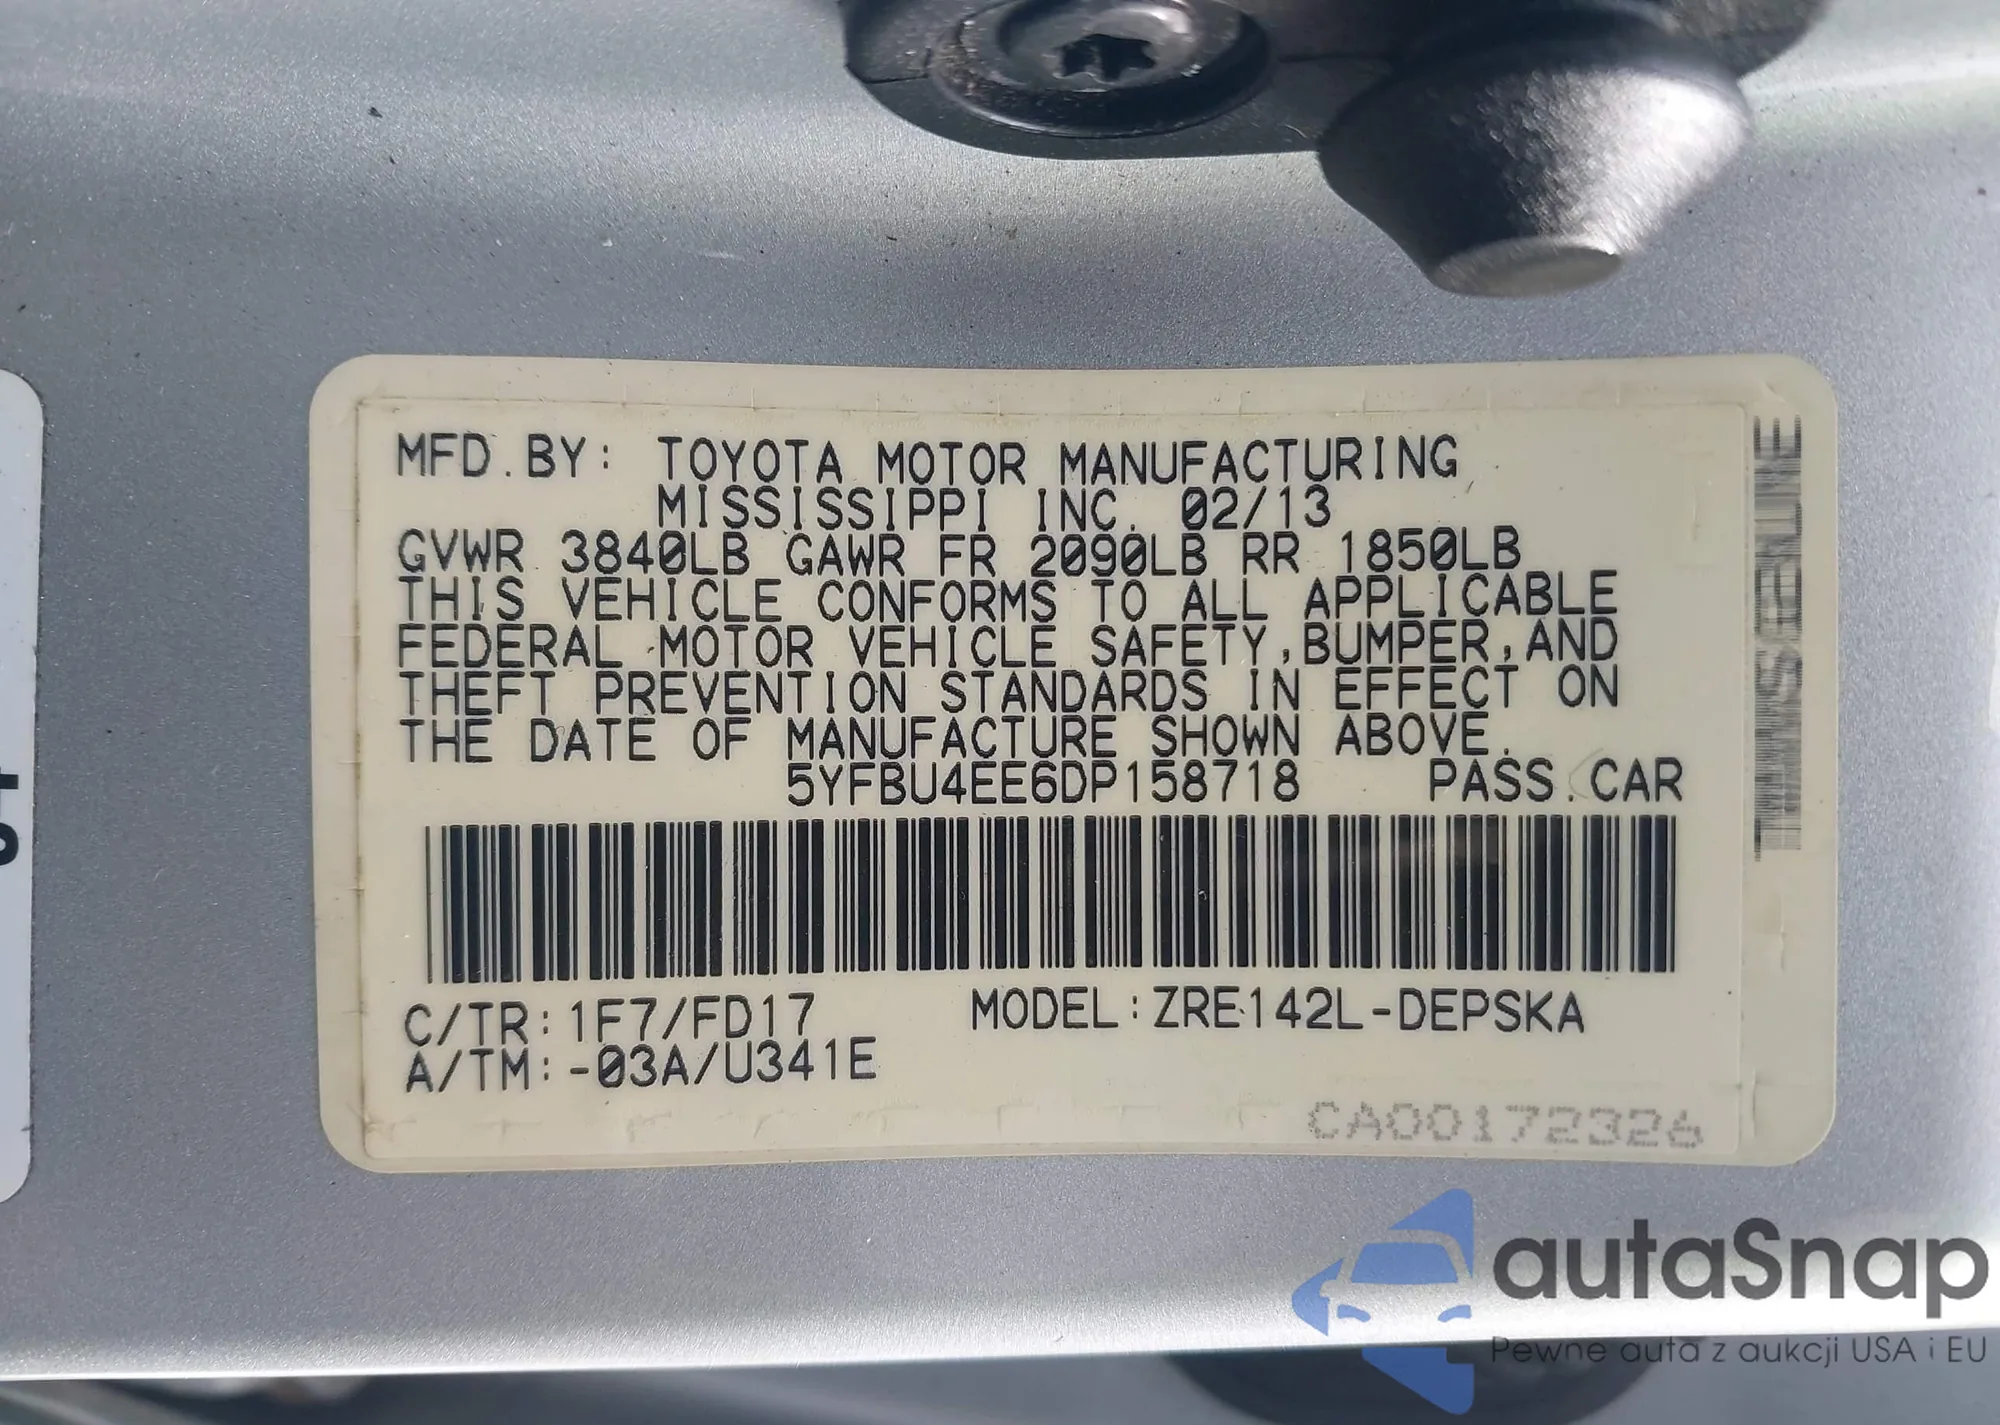 MFD.BY: TOYOTA MOTOR MANUFACTURING
MISSISSIPPI INC. 02/13
GVWR 3840LB GAWR FR 2090LB RR 1850LB
THIS VEHICLE CONFORMS TO ALL APPLICABLE
FEDERAL MOTOR VEHICLE SAFETY,BUMPER,AND
THEFT PREVENTION STANDARDS IN EFFECT ON
THE DATE OF MANUFACTURE SHOWN ABOVE.
5YFBU4EE6DP158718 PASS.CAR
C/TR:1F7/FD17 MODEL:ZRE142L-DEPSKA
A/TM:-03A/U341E
CA00172326
autaSnap
Pewne auta z aukcji USA i EU